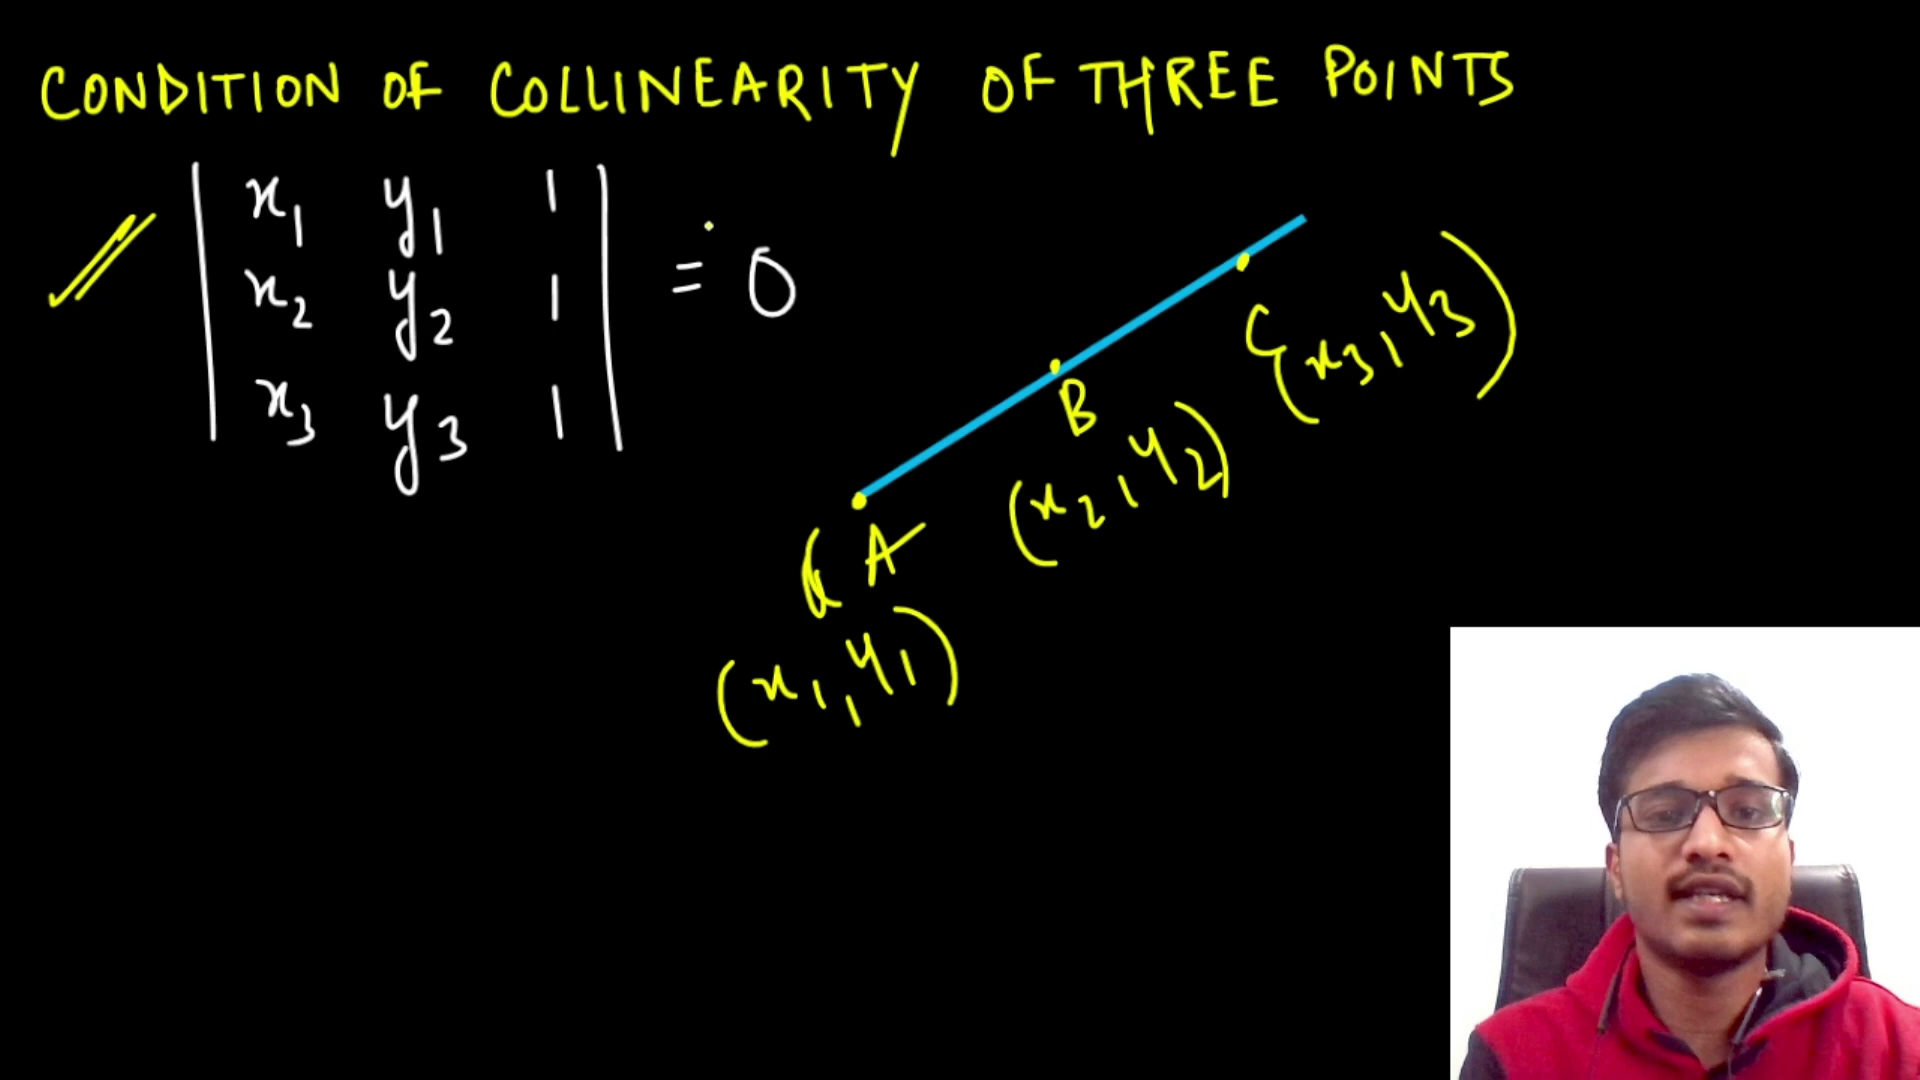 CONDITION OF COLLINEARITY OF THREE POINTS
x1 y1 1
x2 y2 1 = 0
x3 y3 1
C
(x3, y3)
B
(x2, y2)
A
(x1, y1)